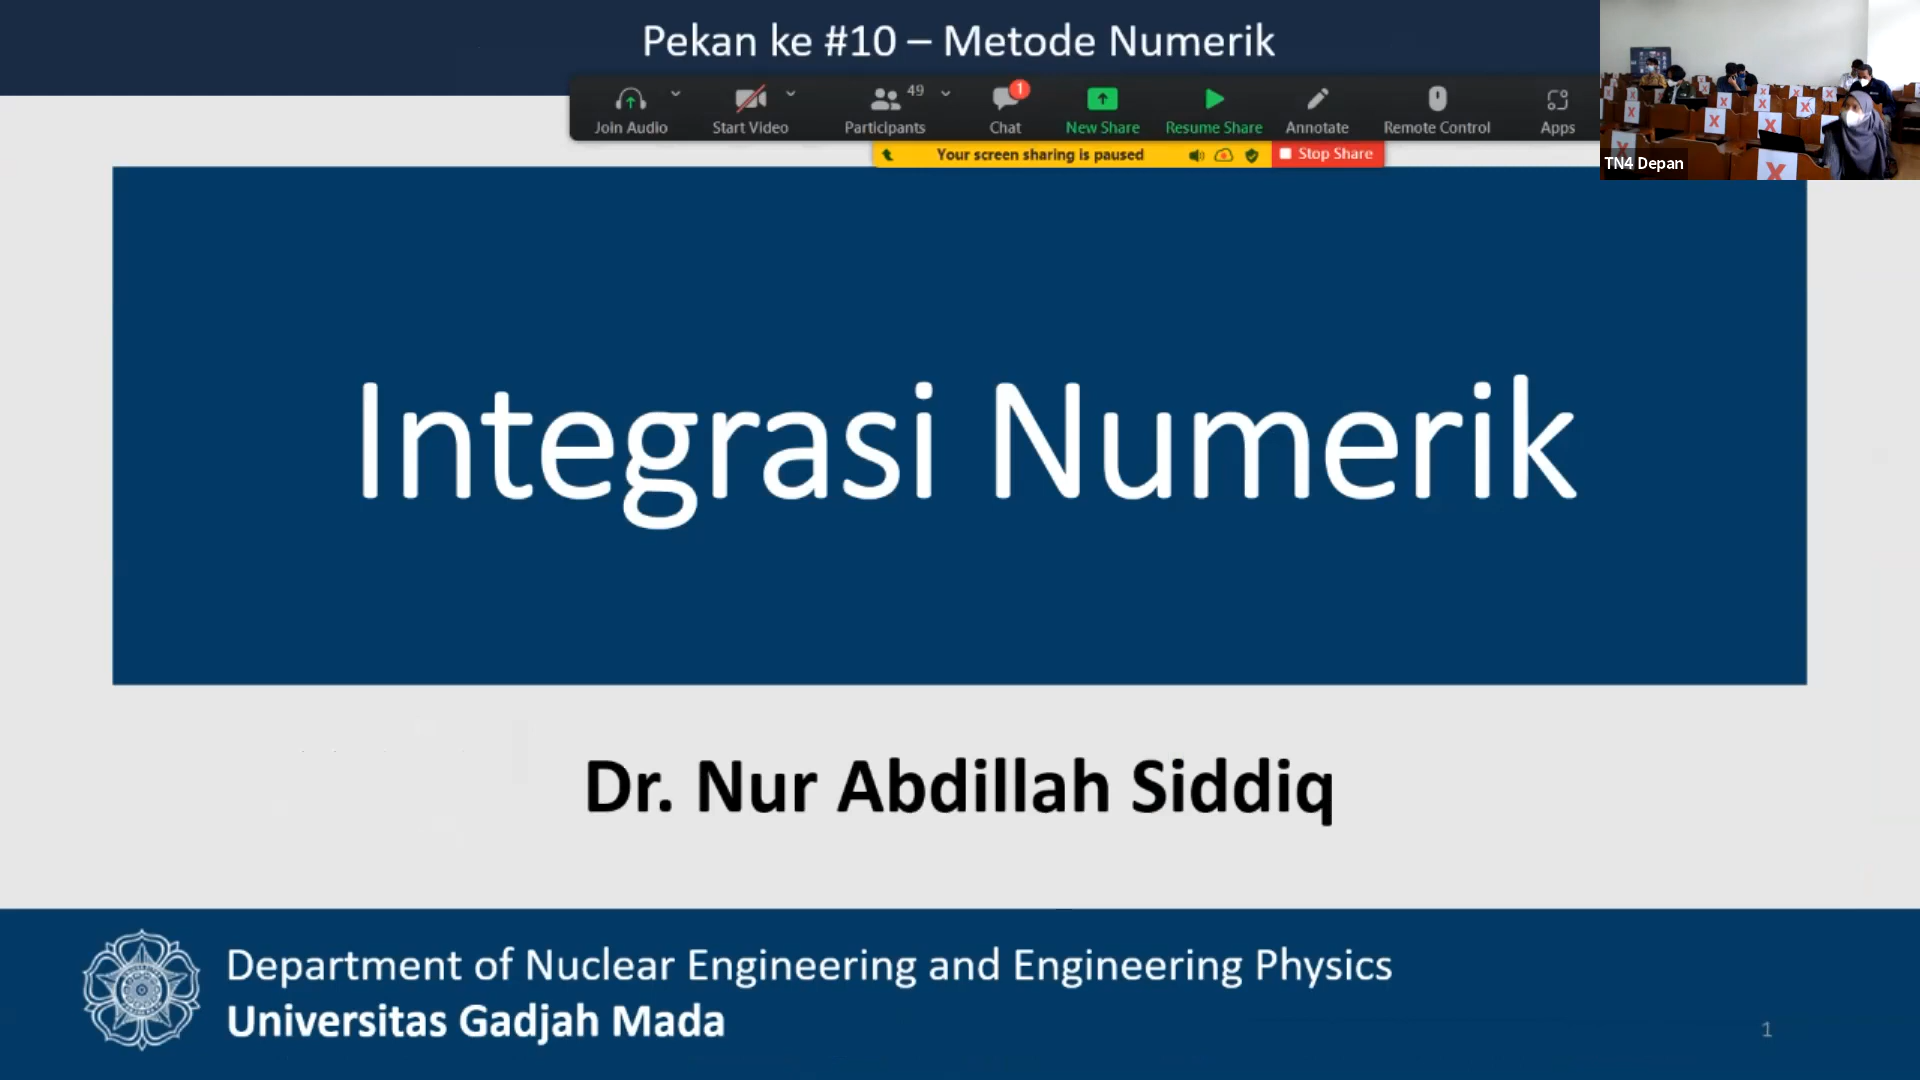 Pekan ke #10 – Metode Numerik
Join Audio
Start Video
49
Participants
1
Chat
New Share
Resume Share
Annotate
Remote Control
Apps
Your screen sharing is paused
Stop Share
X
X
X
X
TN4 Depan
Integrasi Numerik
Dr. Nur Abdillah Siddiq
Department of Nuclear Engineering and Engineering Physics
Universitas Gadjah Mada
1